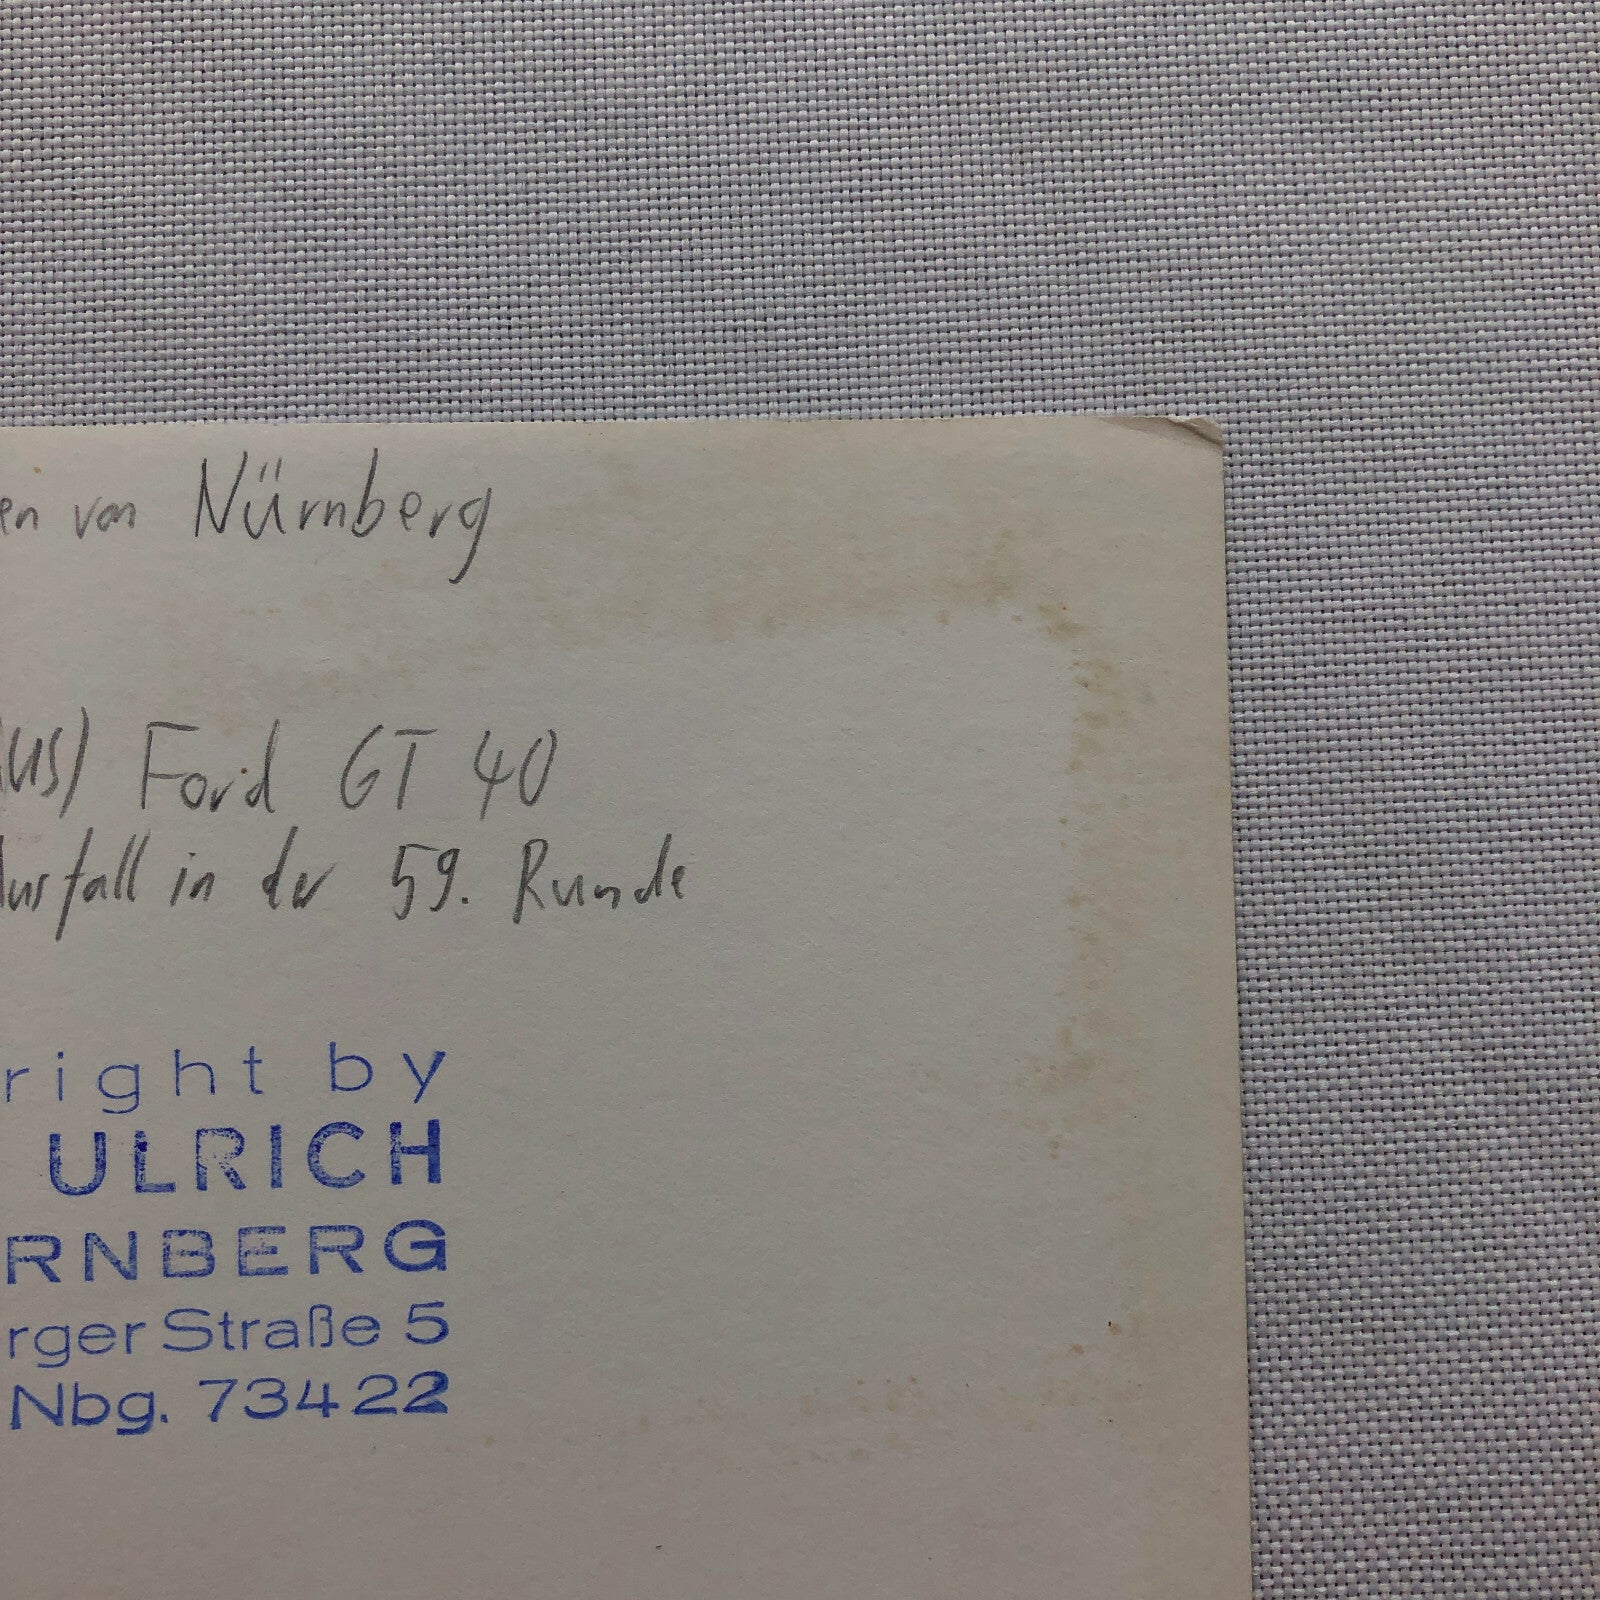 en von Nürnberg
(US) Ford GT 40
Ausfall in der 59. Runde
right by
ULRICH
RNBERG
rger Straße 5
Nbg. 73422